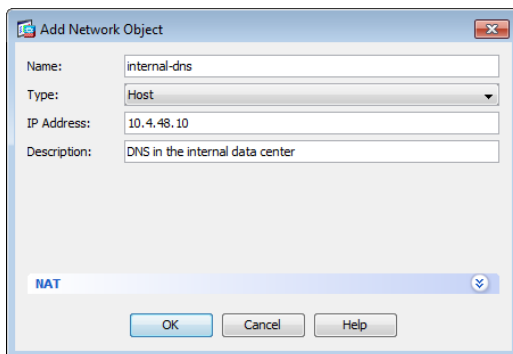 Add Network Object
Name: internal-dns
Type: Host
IP Address: 10.4.48.10
Description: DNS in the internal data center
NAT
OK Cancel Help